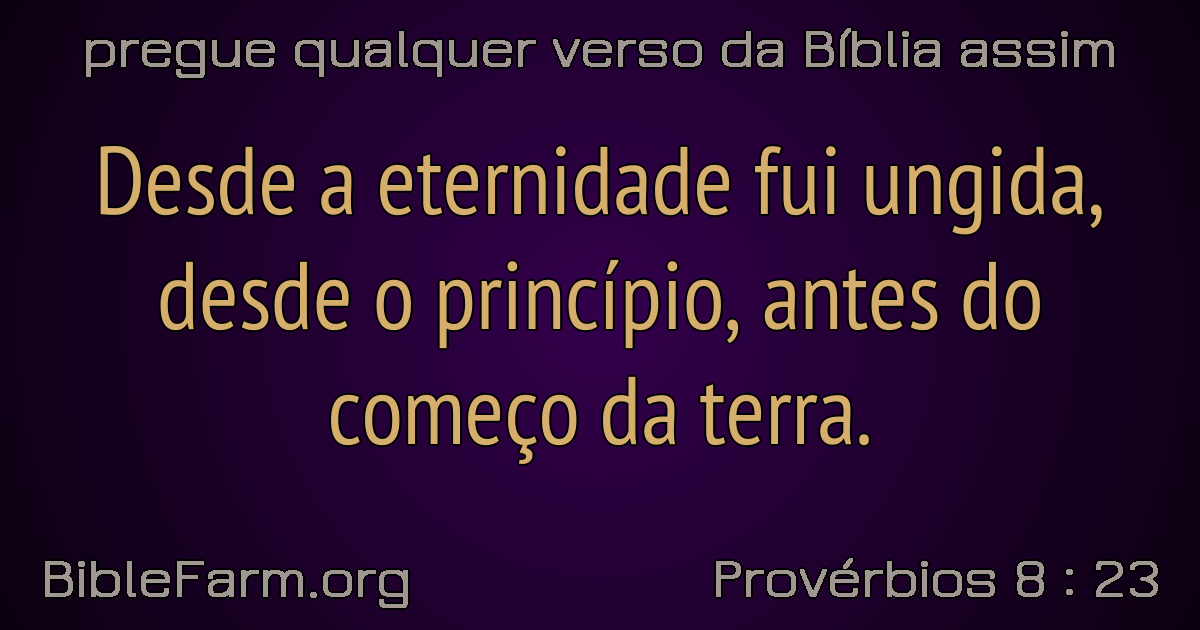 pregue qualquer verso da Bíblia assim
Desde a eternidade fui ungida,
desde o princípio, antes do
começo da terra.
BibleFarm.org
Provérbios 8 : 23